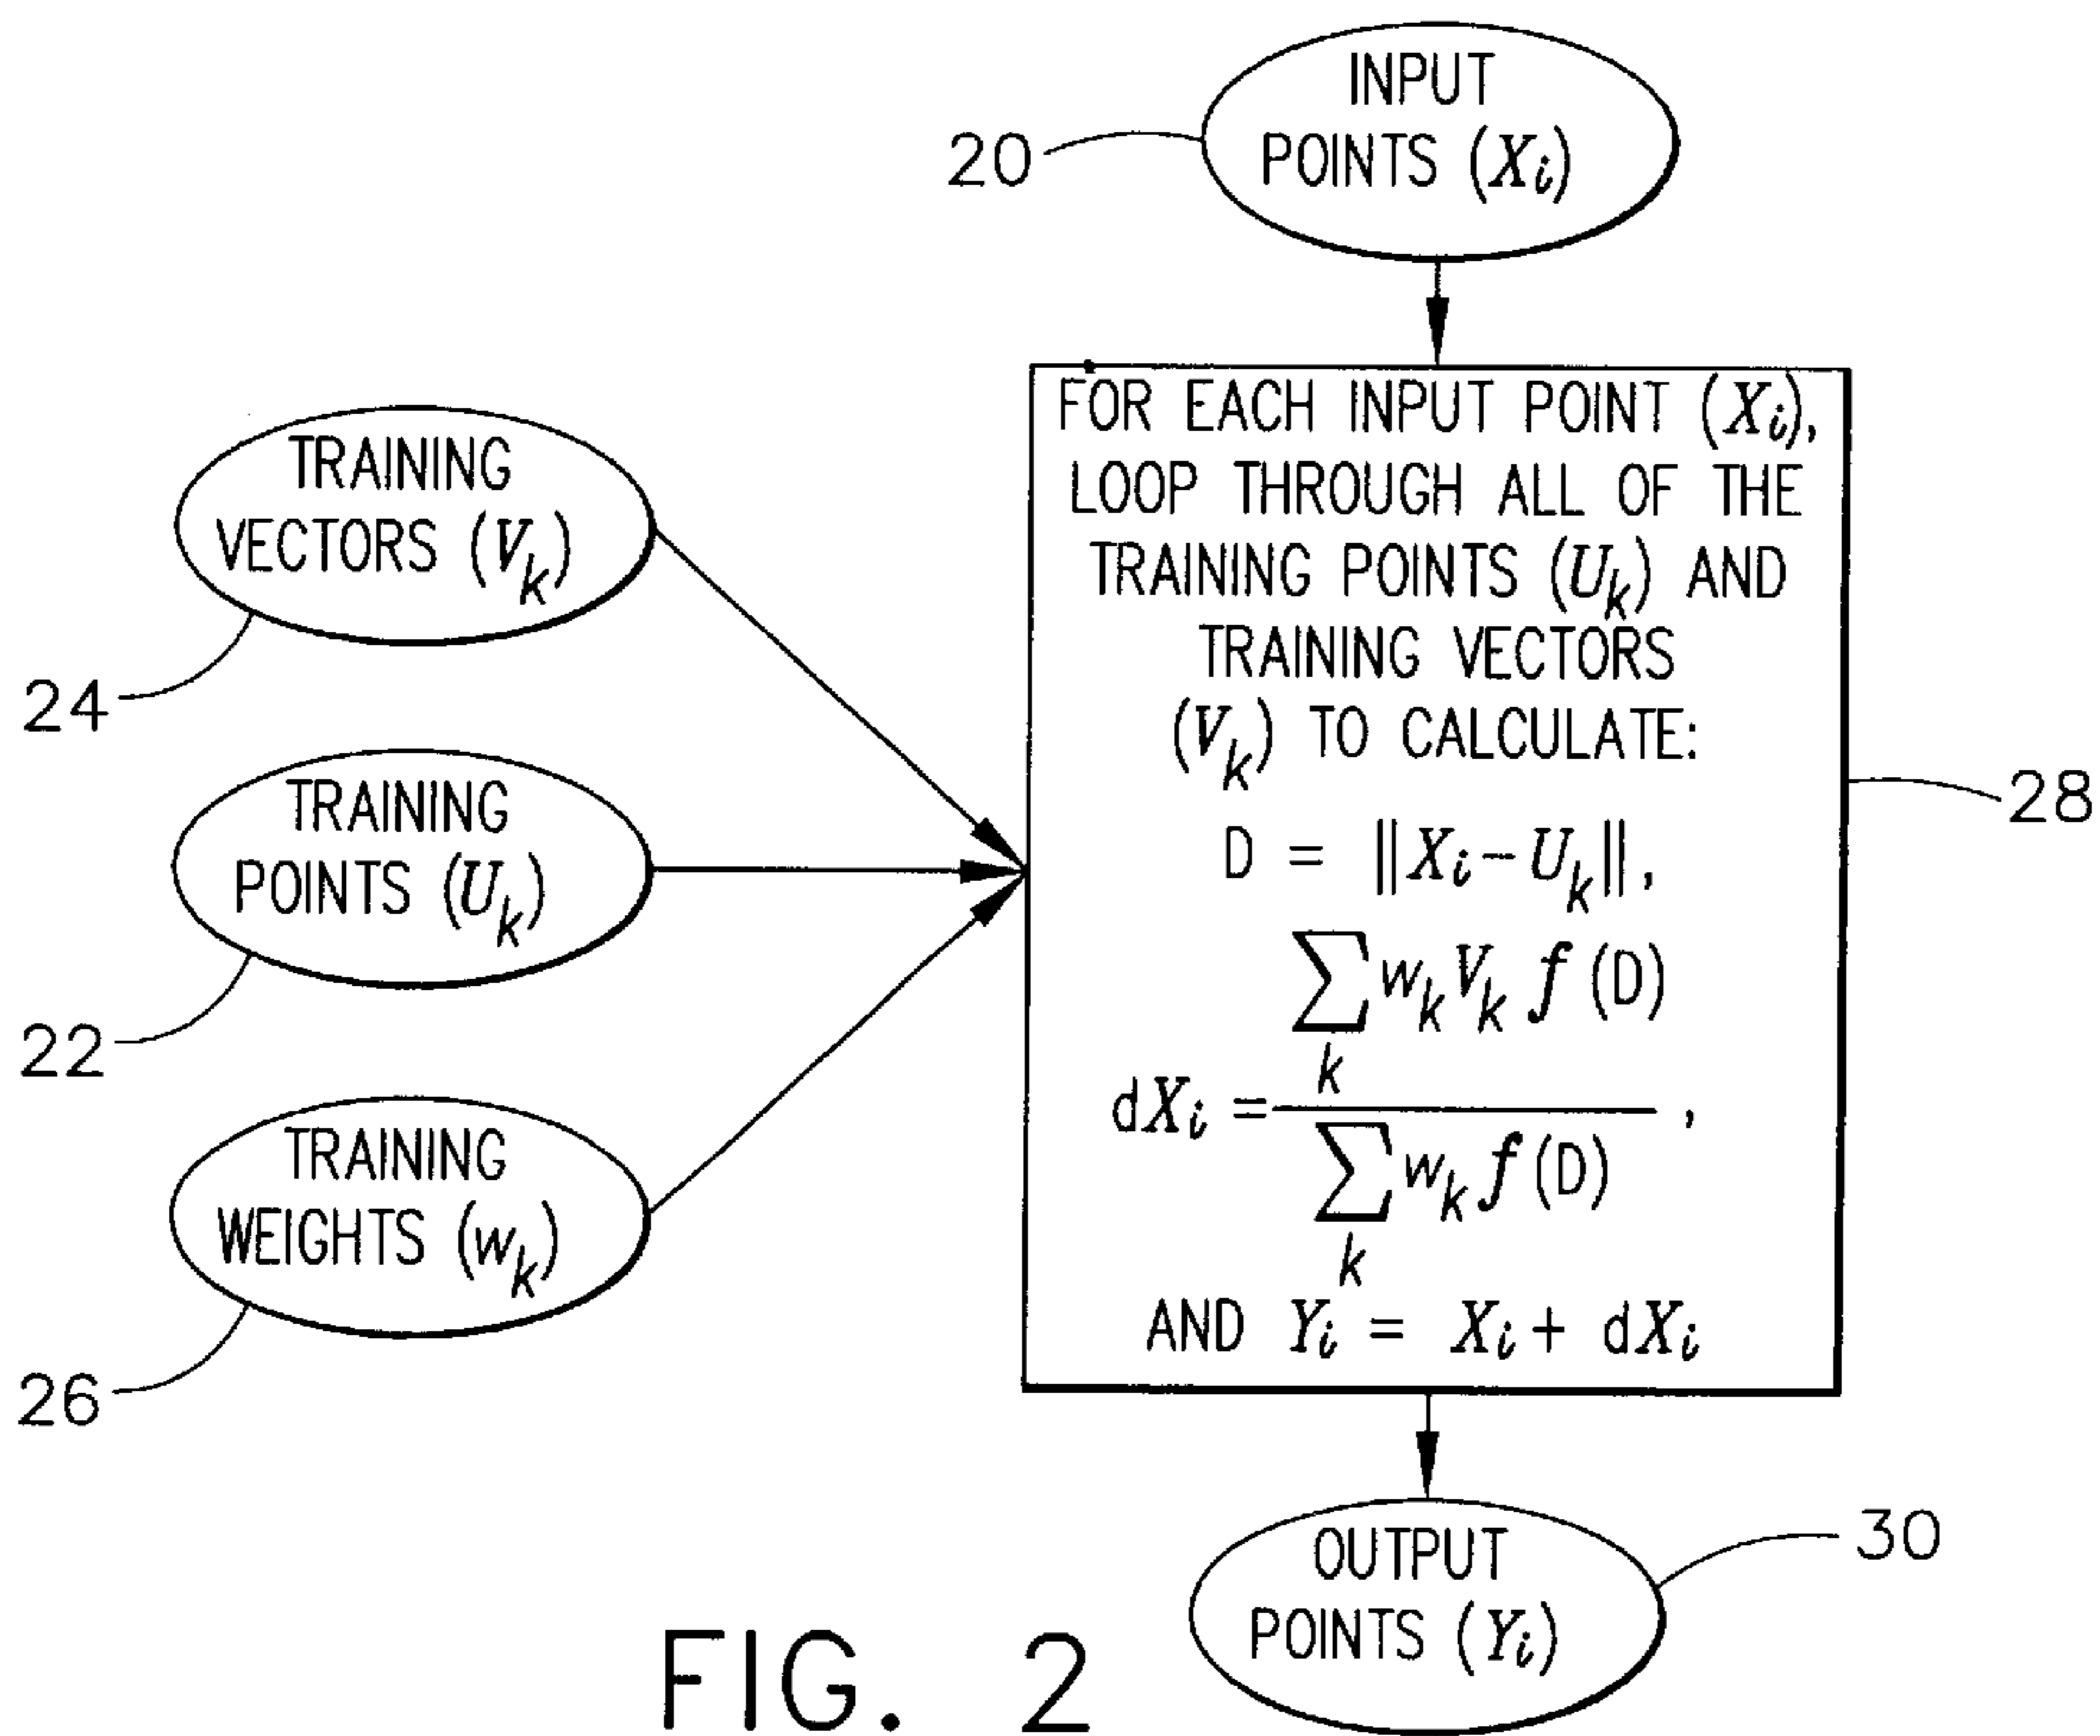 INPUT
POINTS (Xi)
20
FOR EACH INPUT POINT (Xi),
LOOP THROUGH ALL OF THE
TRAINING POINTS (Uk) AND
TRAINING VECTORS
(Vk) TO CALCULATE:
D = ||Xi-Uk||,
∑ wk Vk f (D)
k
dXi = ,
∑ wk f (D)
k
AND Yi = Xi + dXi
28
TRAINING
VECTORS (Vk)
24
TRAINING
POINTS (Uk)
22
TRAINING
WEIGHTS (wk)
26
OUTPUT
POINTS (Yi)
30
FIG. 2